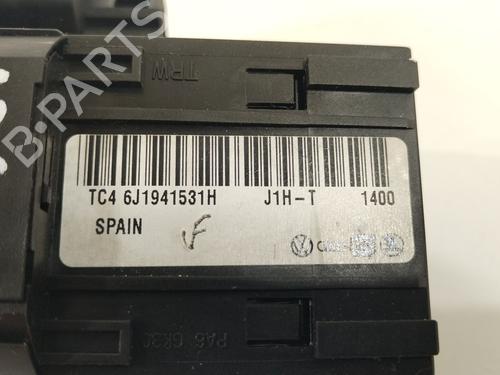 TRW
B-PARTS
TC4 6J1941531H J1H-T 1400
SPAIN